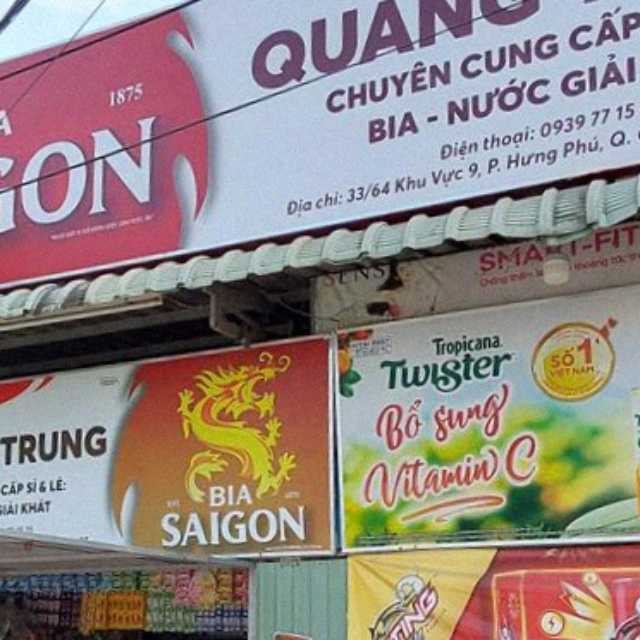 QUANG
CHUYÊN CUNG CẤP
BIA - NƯỚC GIẢI
Điện thoại: 0939 77 15
Địa chỉ: 33/64 Khu Vực 9, P. Hưng Phú, Q.
1875
GON
SMART-FIT
Tropicana
Twister
Bổ sung
Vitamin C
SỐ 1
VIỆT NAM
TRUNG
CẤP SỈ & LẺ:
GIẢI KHÁT
BIA
SAIGON